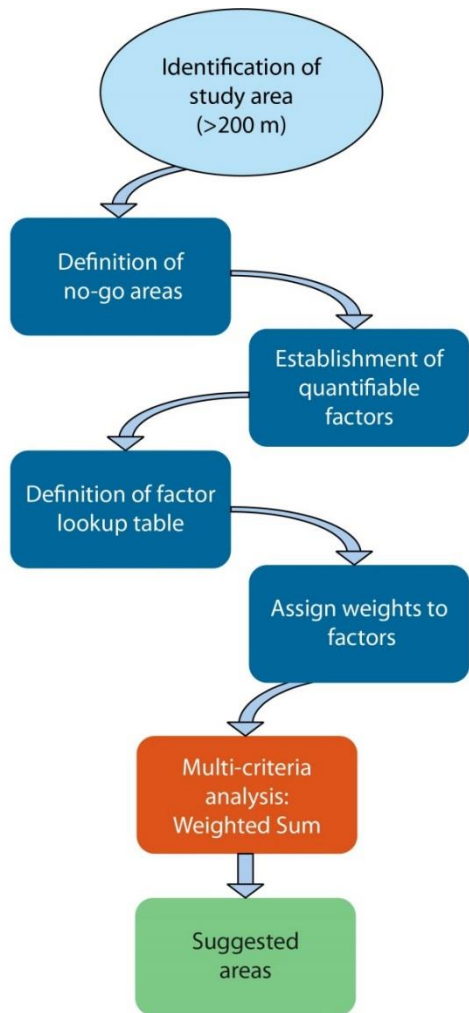 Identification of
study area
(>200 m)
Definition of
no-go areas
Establishment of
quantifiable
factors
Definition of factor
lookup table
Assign weights to
factors
Multi-criteria
analysis:
Weighted Sum
Suggested
areas